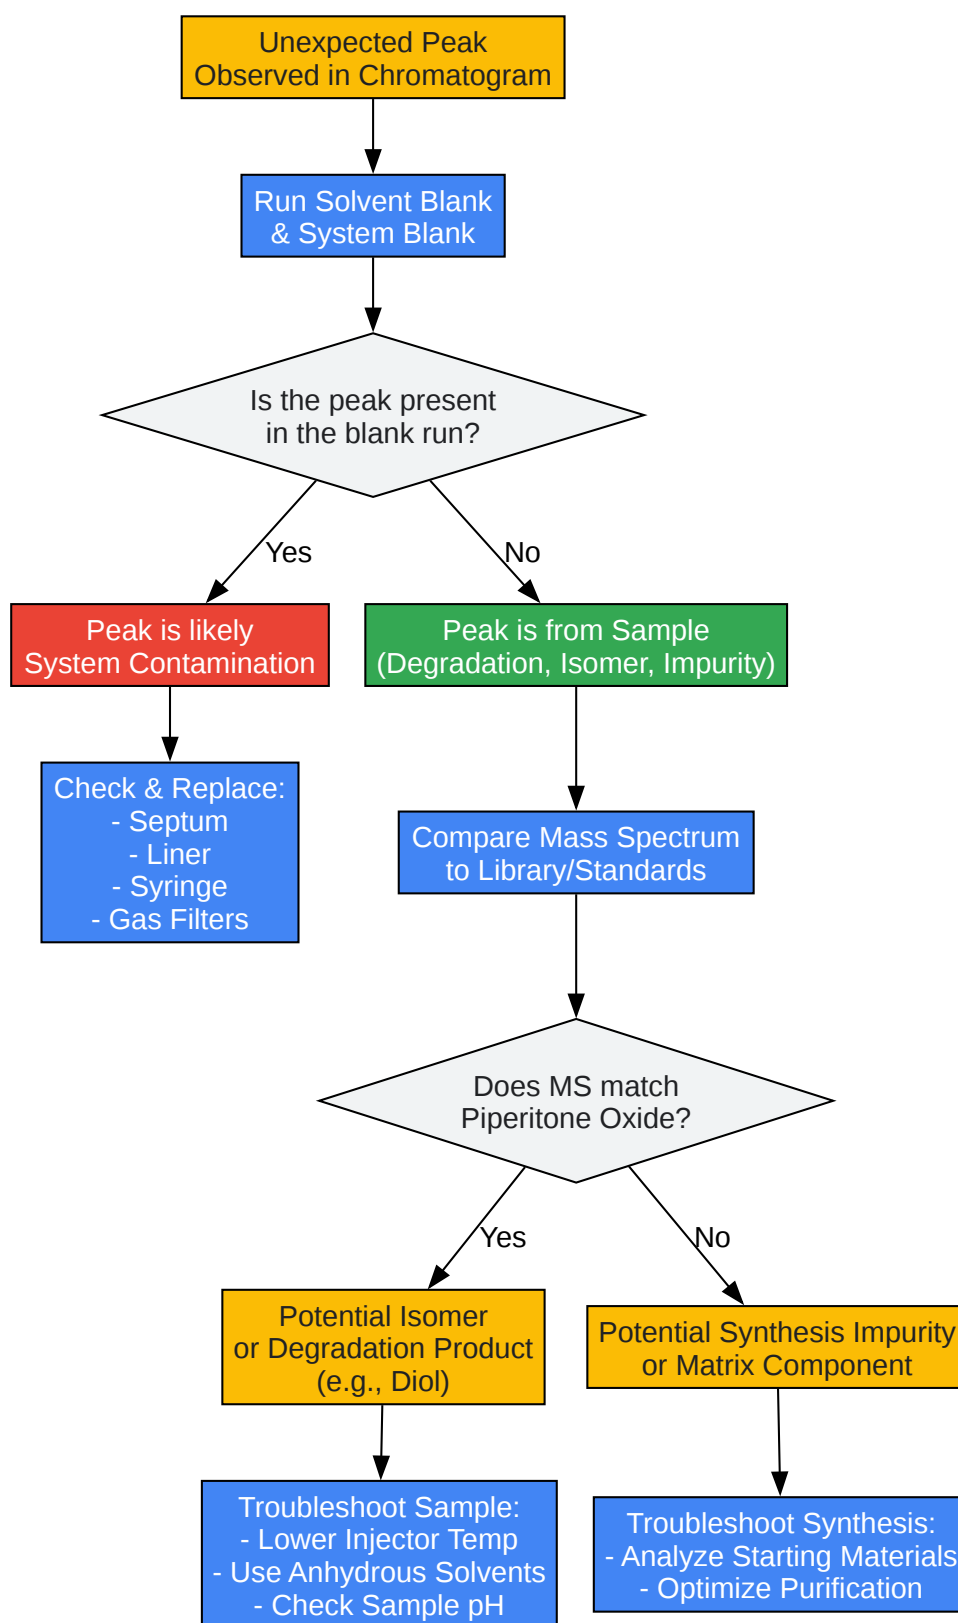 Unexpected Peak
Observed in Chromatogram
Run Solvent Blank
& System Blank
Is the peak present
in the blank run?
Yes
No
Peak is likely
System Contamination
Peak is from Sample
(Degradation, Isomer, Impurity)
Check & Replace:
- Septum
- Liner
- Syringe
- Gas Filters
Compare Mass Spectrum
to Library/Standards
Does MS match
Piperitone Oxide?
Yes
No
Potential Isomer
or Degradation Product
(e.g., Diol)
Potential Synthesis Impurity
or Matrix Component
Troubleshoot Sample:
- Lower Injector Temp
- Use Anhydrous Solvents
- Check Sample pH
Troubleshoot Synthesis:
- Analyze Starting Materials
- Optimize Purification